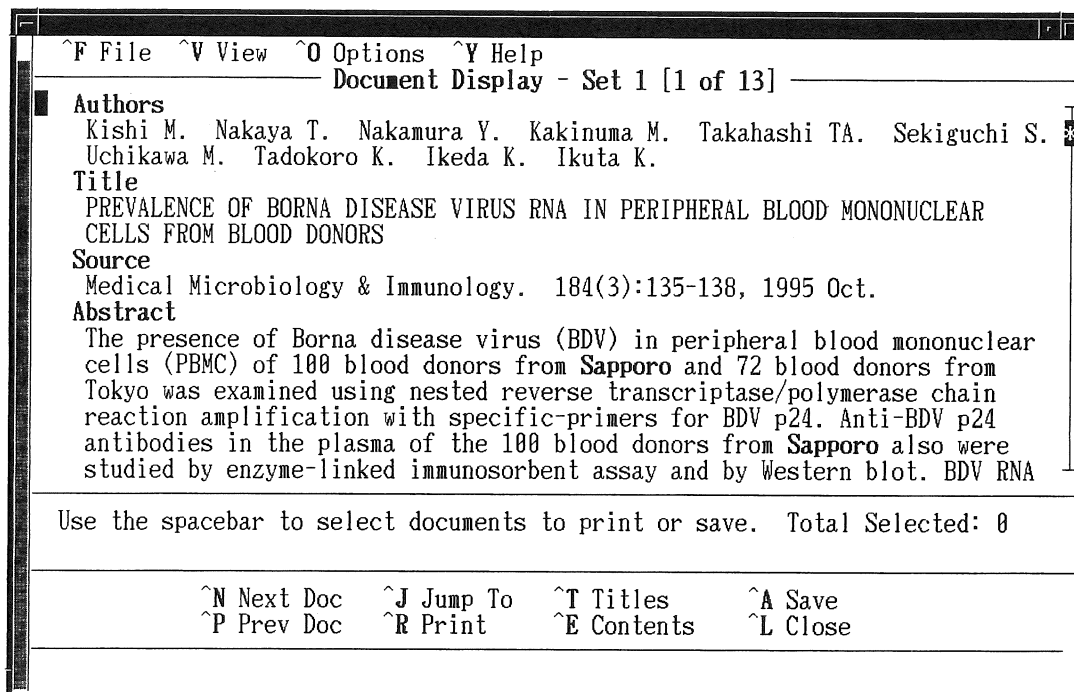 ^F File ^V View ^O Options ^Y Help
Document Display - Set 1 [1 of 13]
Authors
Kishi M. Nakaya T. Nakamura Y. Kakinuma M. Takahashi TA. Sekiguchi S. *
Uchikawa M. Tadokoro K. Ikeda K. Ikuta K.
Title
PREVALENCE OF BORNA DISEASE VIRUS RNA IN PERIPHERAL BLOOD MONONUCLEAR
CELLS FROM BLOOD DONORS
Source
Medical Microbiology & Immunology. 184(3):135-138, 1995 Oct.
Abstract
The presence of Borna disease virus (BDV) in peripheral blood mononuclear
cells (PBMC) of 100 blood donors from Sapporo and 72 blood donors from
Tokyo was examined using nested reverse transcriptase/polymerase chain
reaction amplification with specific-primers for BDV p24. Anti-BDV p24
antibodies in the plasma of the 100 blood donors from Sapporo also were
studied by enzyme-linked immunosorbent assay and by Western blot. BDV RNA
Use the spacebar to select documents to print or save. Total Selected: 0
^N Next Doc ^J Jump To ^T Titles ^A Save
^P Prev Doc ^R Print ^E Contents ^L Close